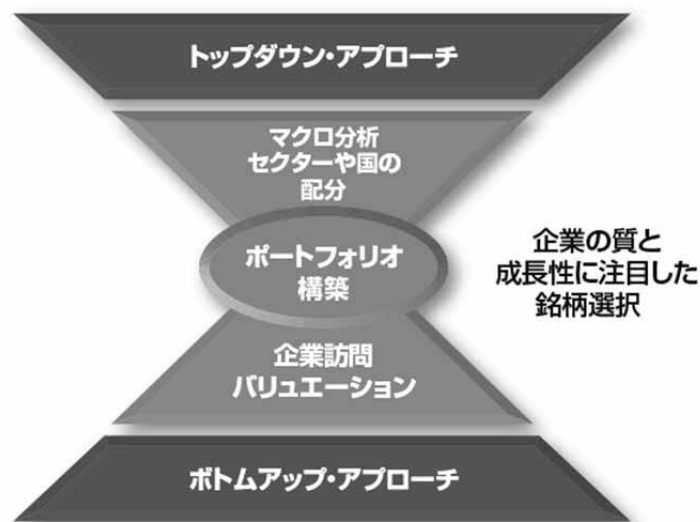 トップダウン・アプローチ
マクロ分析
セクターや国の
配分
ポートフォリオ
構築
企業の質と
成長性に注目した
銘柄選択
企業訪問
バリュエーション
ボトムアップ・アプローチ